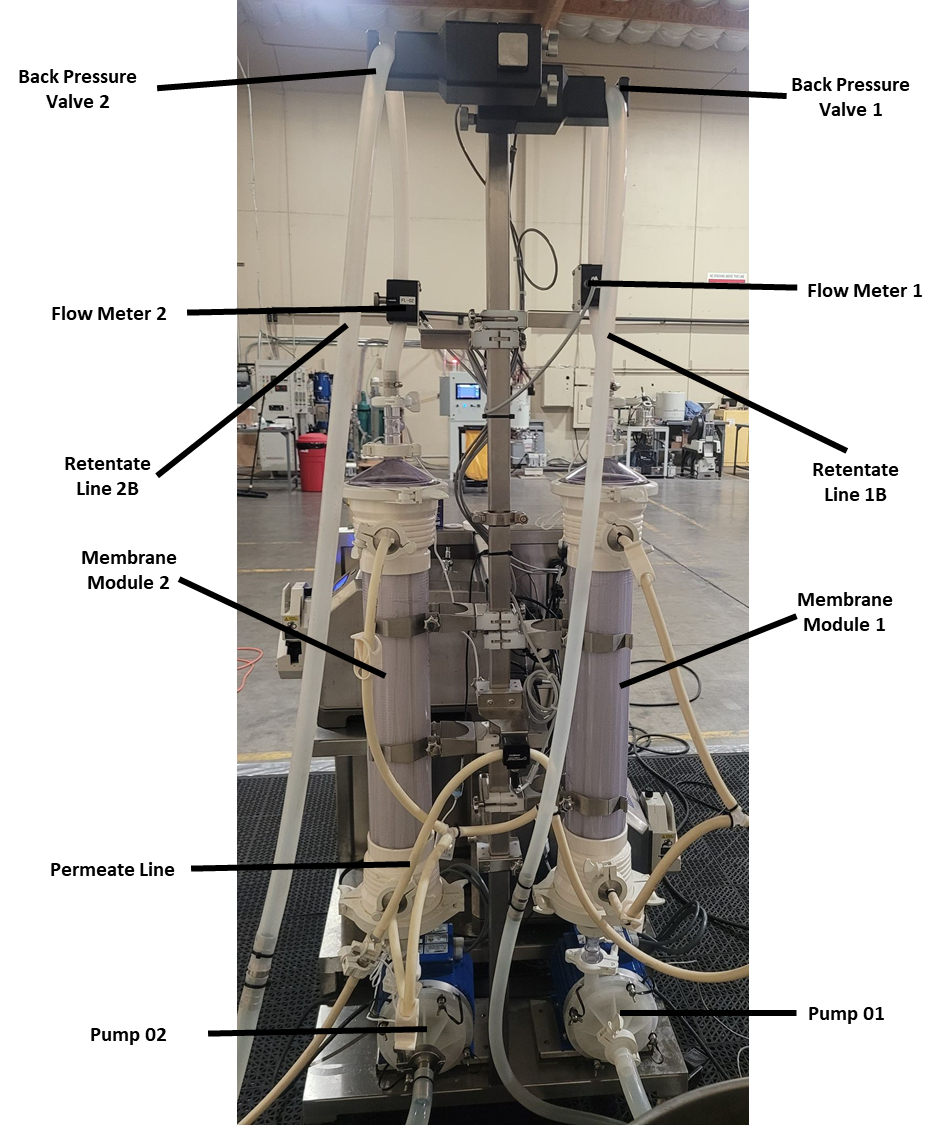 Back Pressure
Valve 2
Back Pressure
Valve 1
Flow Meter 2
Flow Meter 1
Retentate
Line 2B
Retentate
Line 1B
Membrane
Module 2
Membrane
Module 1
Permeate Line
Pump 02
Pump 01